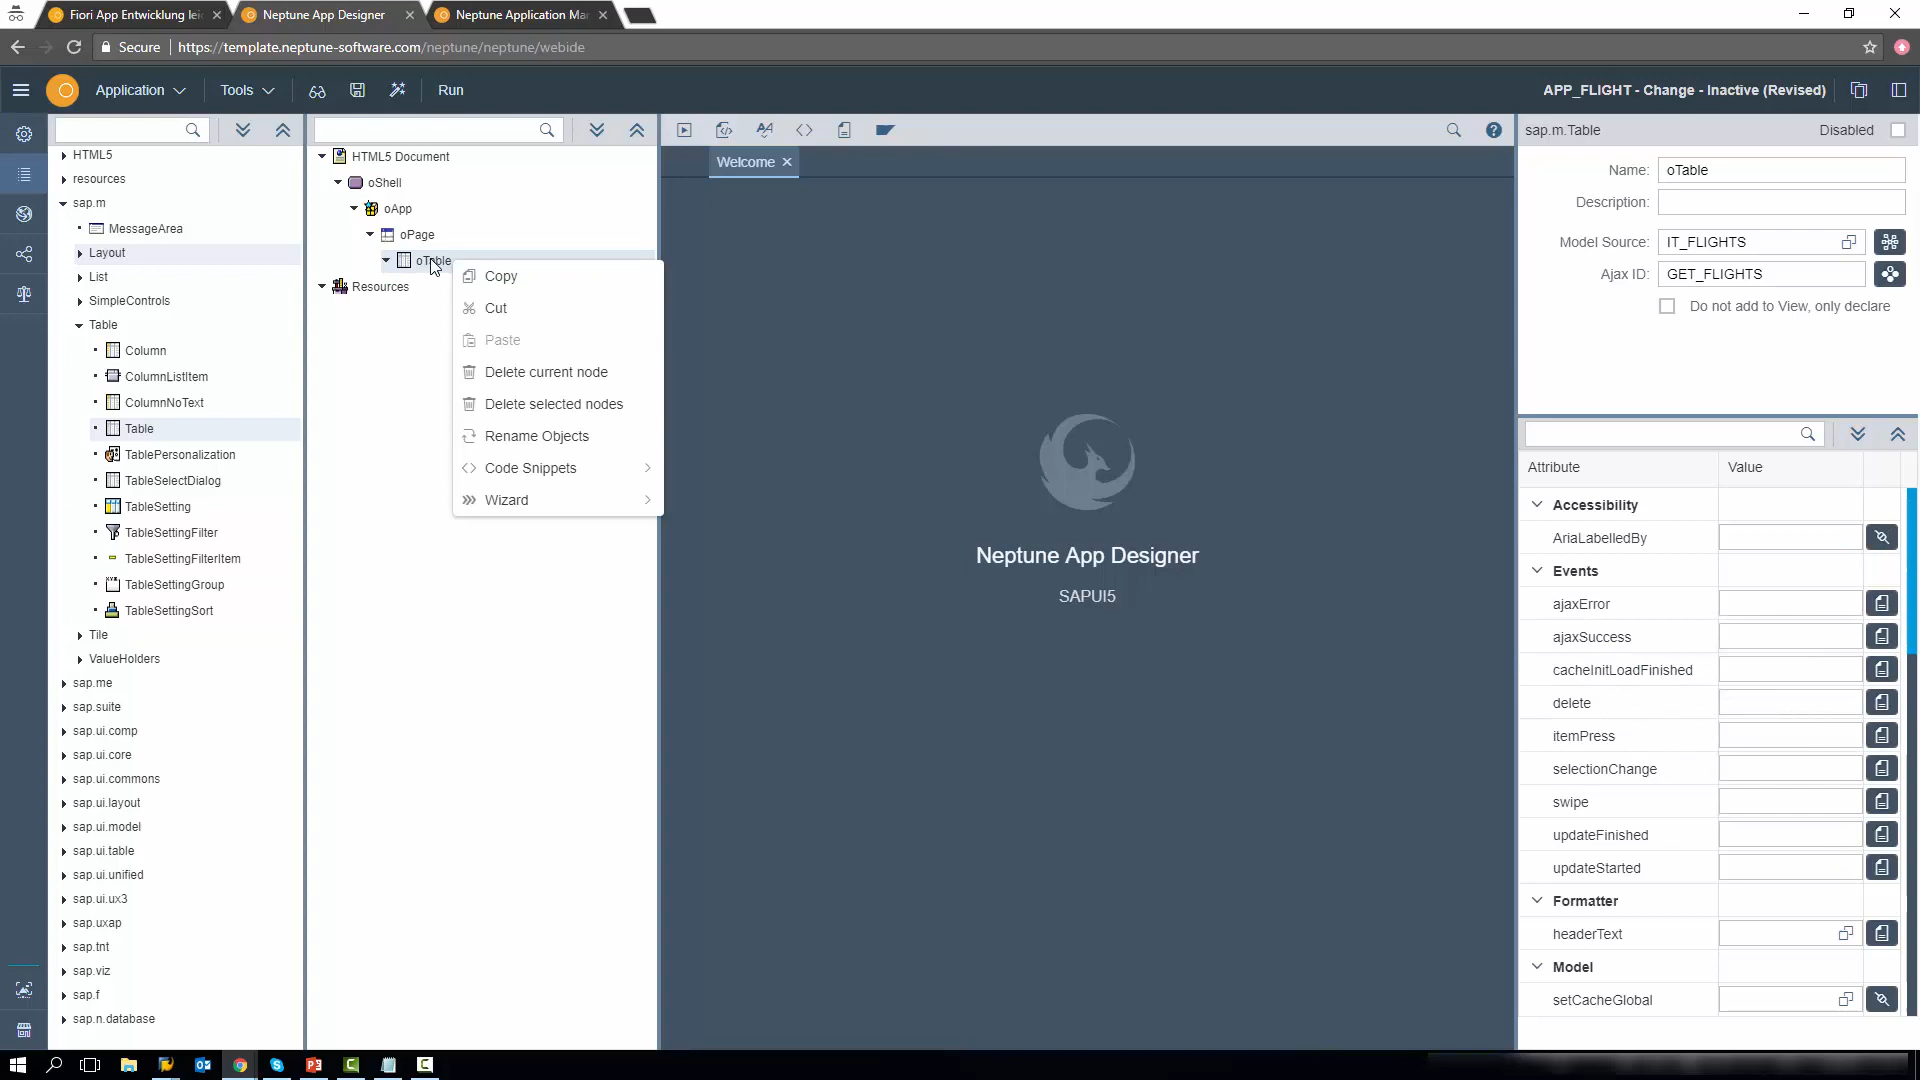 Fiori App Entwicklung lei
Neptune App Designer
Neptune Application Ma
Secure
https://template.neptune-software.com/neptune/neptune/webide
Application
Tools
Run
APP_FLIGHT - Change - Inactive (Revised)
HTML5
resources
sap.m
MessageArea
Layout
List
SimpleControls
Table
Column
ColumnListItem
ColumnNoText
Table
TablePersonalization
TableSelectDialog
TableSetting
TableSettingFilter
TableSettingFilterItem
TableSettingGroup
TableSettingSort
Tile
ValueHolders
sap.me
sap.suite
sap.ui.comp
sap.ui.core
sap.ui.commons
sap.ui.layout
sap.ui.model
sap.ui.table
sap.ui.unified
sap.ui.ux3
sap.uxap
sap.tnt
sap.viz
sap.f
sap.n.database
HTML5 Document
oShell
oApp
oPage
oTable
Resources
Copy
Cut
Paste
Delete current node
Delete selected nodes
Rename Objects
Code Snippets
Wizard
Welcome
Neptune App Designer
SAPUI5
sap.m.Table
Disabled
Name: oTable
Description:
Model Source: IT_FLIGHTS
Ajax ID: GET_FLIGHTS
Do not add to View, only declare
Attribute
Value
Accessibility
AriaLabelledBy
Events
ajaxError
ajaxSuccess
cacheInitLoadFinished
delete
itemPress
selectionChange
swipe
updateFinished
updateStarted
Formatter
headerText
Model
setCacheGlobal